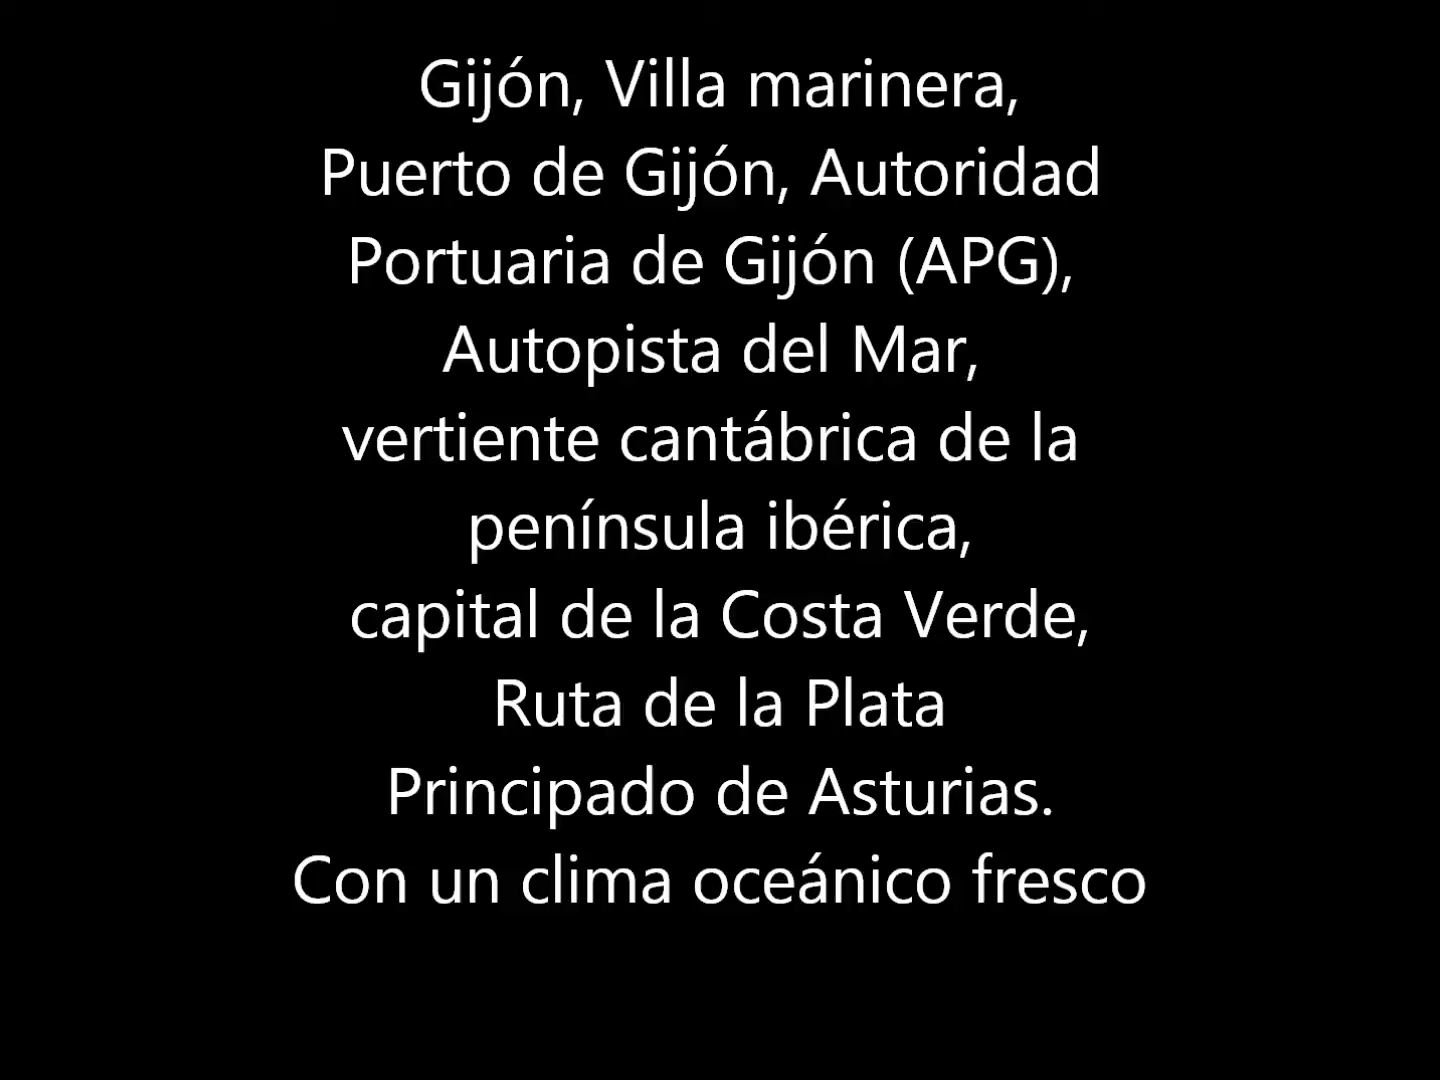 Gijón, Villa marinera,
Puerto de Gijón, Autoridad
Portuaria de Gijón (APG),
Autopista del Mar,
vertiente cantábrica de la
península ibérica,
capital de la Costa Verde,
Ruta de la Plata
Principado de Asturias.
Con un clima oceánico fresco